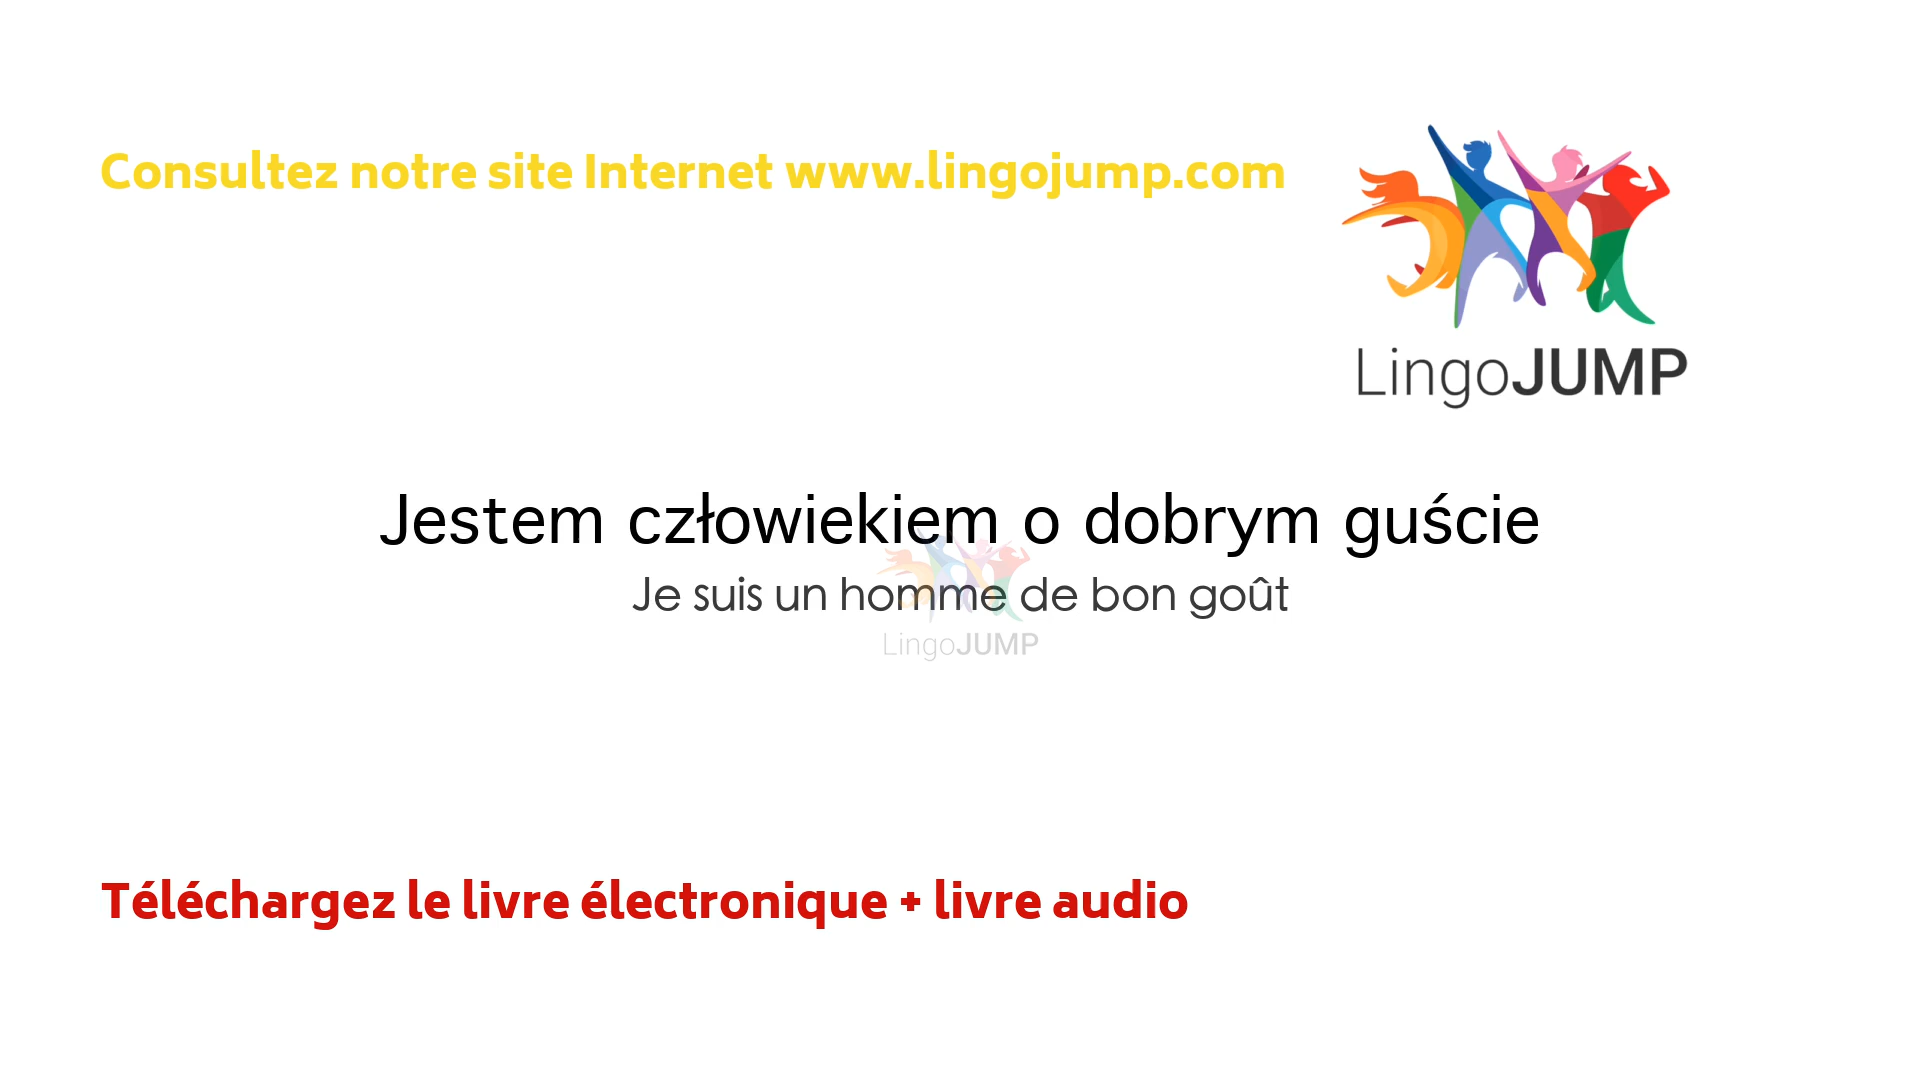 Consultez notre site Internet www.lingojump.com
LingoJUMP
Jestem człowiekiem o dobrym guście
Je suis un homme de bon goût
LingoJUMP
Téléchargez le livre électronique + livre audio